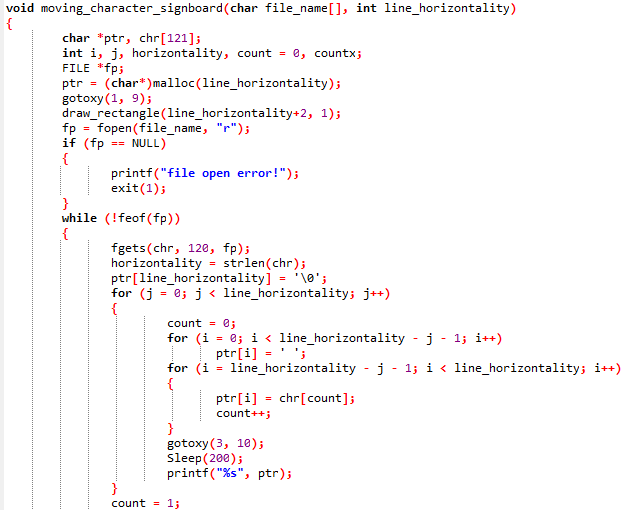 void moving_character_signboard(char file_name[], int line_horizontality)
{
char *ptr, chr[121];
int i, j, horizontality, count = 0, countx;
FILE *fp;
ptr = (char*)malloc(line_horizontality);
gotoxy(1, 9);
draw_rectangle(line_horizontality+2, 1);
fp = fopen(file_name, "r");
if (fp == NULL)
{
printf("file open error!");
exit(1);
}
while (!feof(fp))
{
fgets(chr, 120, fp);
horizontality = strlen(chr);
ptr[line_horizontality] = '\0';
for (j = 0; j < line_horizontality; j++)
{
count = 0;
for (i = 0; i < line_horizontality - j - 1; i++)
ptr[i] = ' ';
for (i = line_horizontality - j - 1; i < line_horizontality; i++)
{
ptr[i] = chr[count];
count++;
}
gotoxy(3, 10);
Sleep(200);
printf("%s", ptr);
}
count = 1;